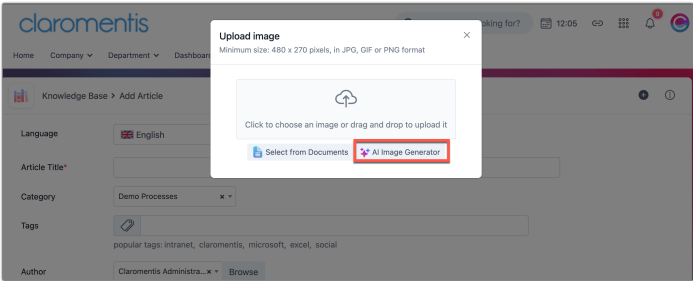 claromentis
oking for?
12:05
0
Home Company Department Dashboar
Upload image
Minimum size: 480 x 270 pixels, in JPG, GIF or PNG format
Click to choose an image or drag and drop to upload it
Select from Documents
AI Image Generator
Knowledge Base > Add Article
Language
English
Article Title*
Category
Demo Processes x
Tags
popular tags: intranet, claromentis, microsoft, excel, social
Author
Claromentis Administra... x
Browse